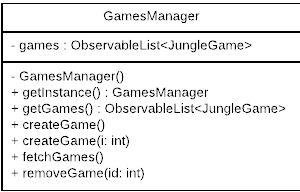 GamesManager
- games : ObservableList<JungleGame>
- GamesManager()
+ getInstance() : GamesManager
+ getGames() : ObservableList<JungleGame>
+ createGame()
+ createGame(i: int)
+ fetchGames()
+ removeGame(id: int)